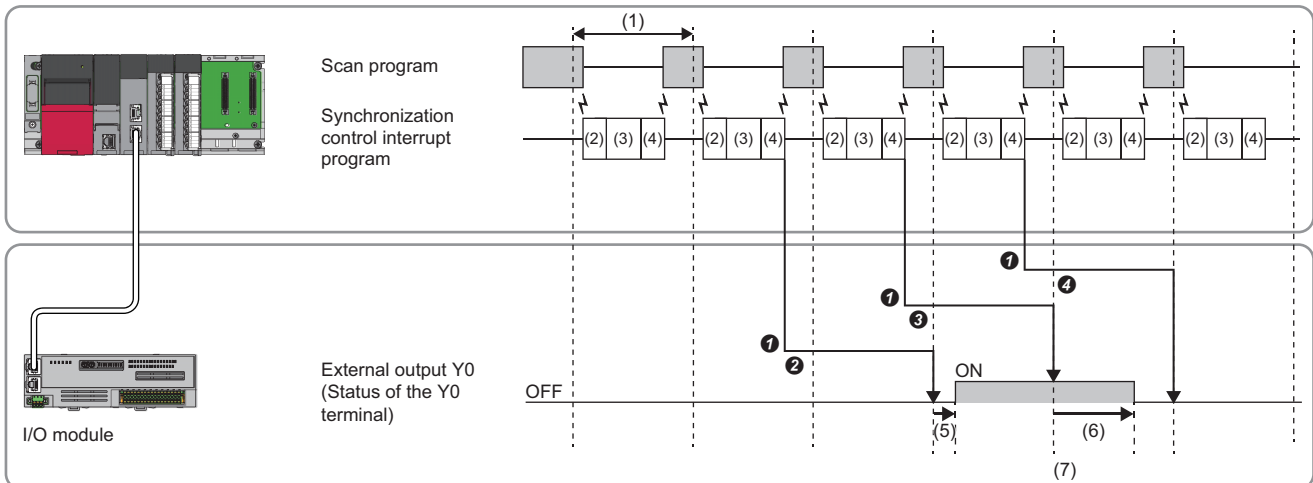 (1)
Scan program
Synchronization
control interrupt
program
(2) (3) (4) (2) (3) (4) (2) (3) (4) (2) (3) (4) (2) (3) (4) (2) (3) (4)
❶ ❹
❶ ❸
❶ ❷
External output Y0
(Status of the Y0
terminal)
OFF
ON
(5)
(6)
(7)
I/O module